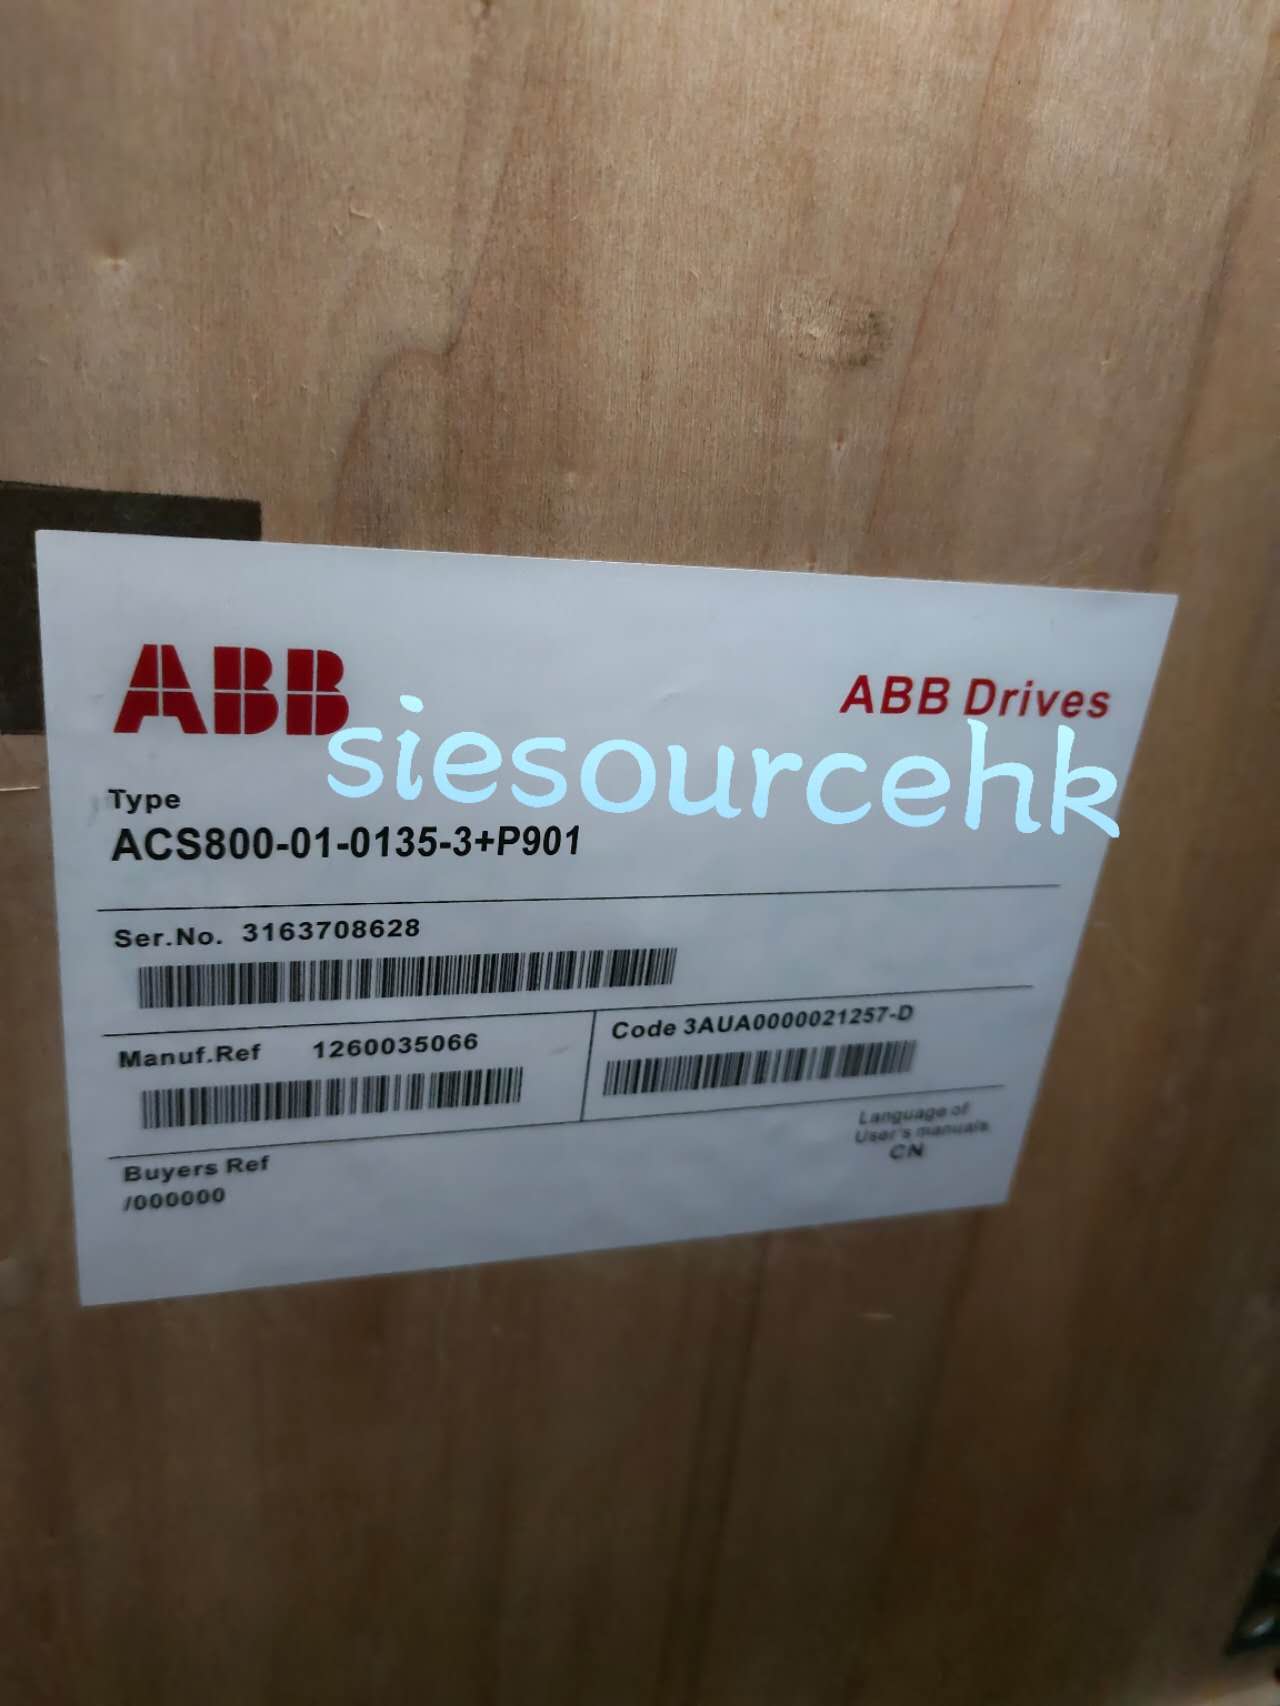 ABB
ABB Drives
siesourcehk
Type
ACS800-01-0135-3+P901
Ser.No. 3163708628
Manuf.Ref 1260035066
Code 3AUA0000021257-D
Buyers Ref
/000000
Language of
User's manuals
CN